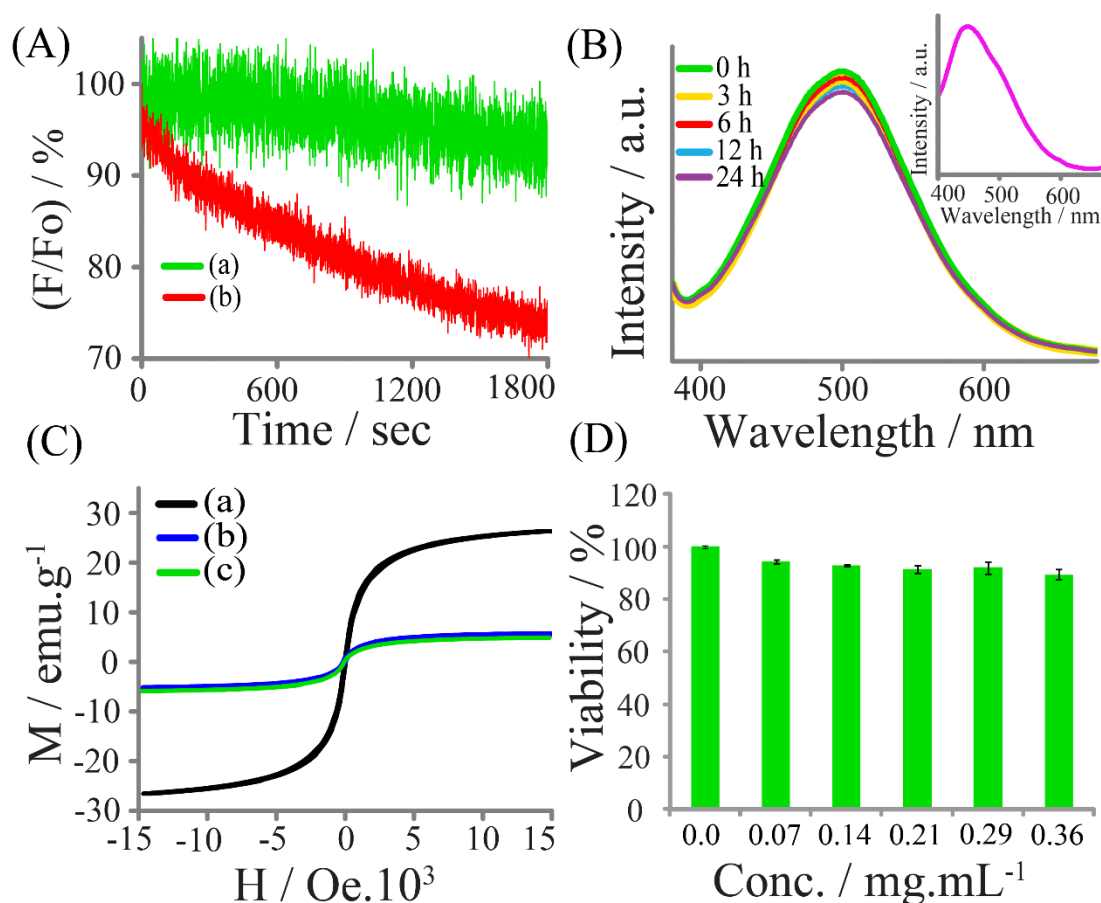 (A)
(F/Fo) / %
100
90
80
70
(a)
(b)
0
600
1200
1800
Time / sec
(B)
Intensity / a.u.
0 h
3 h
6 h
12 h
24 h
400
500
600
Wavelength / nm
Intensity / a.u.
400
500
600
Wavelength / nm
(C)
M / emu.g⁻¹
30
20
10
0
-10
-20
-30
(a)
(b)
(c)
-15
-10
-5
0
5
10
15
H / Oe.10³
(D)
Viability / %
120
100
80
60
40
20
0
0.0
0.07
0.14
0.21
0.29
0.36
Conc. / mg.mL⁻¹